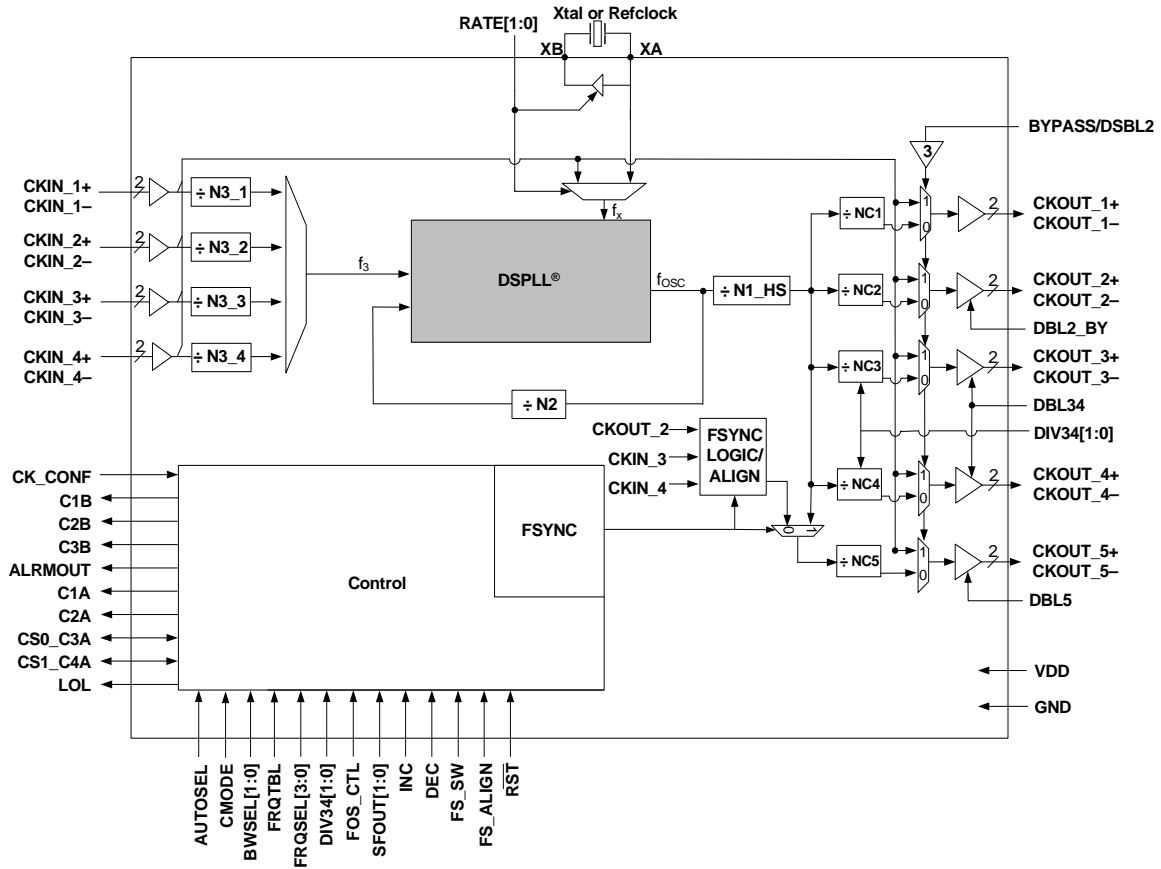 Xtal or Refclock
RATE[1:0]
XB
XA
BYPASS/DSBL2
3
CKIN_1+
CKIN_1–
2
÷ N3_1
CKIN_2+
CKIN_2–
2
÷ N3_2
CKIN_3+
CKIN_3–
2
÷ N3_3
CKIN_4+
CKIN_4–
2
÷ N3_4
f3
fx
DSPLL®
fOSC
÷ N1_HS
÷ N2
÷ NC1
1
0
2
CKOUT_1+
CKOUT_1–
÷ NC2
1
0
2
CKOUT_2+
CKOUT_2–
DBL2_BY
÷ NC3
1
0
2
CKOUT_3+
CKOUT_3–
DBL34
DIV34[1:0]
÷ NC4
1
0
2
CKOUT_4+
CKOUT_4–
÷ NC5
1
0
2
CKOUT_5+
CKOUT_5–
DBL5
CKOUT_2
CKIN_3
CKIN_4
FSYNC
LOGIC/
ALIGN
0
1
CK_CONF
C1B
C2B
C3B
ALRMOUT
C1A
C2A
CS0_C3A
CS1_C4A
LOL
Control
FSYNC
VDD
GND
AUTOSEL
CMODE
BWSEL[1:0]
FRQTBL
FRQSEL[3:0]
DIV34[1:0]
FOS_CTL
SFOUT[1:0]
INC
DEC
FS_SW
FS_ALIGN
RST